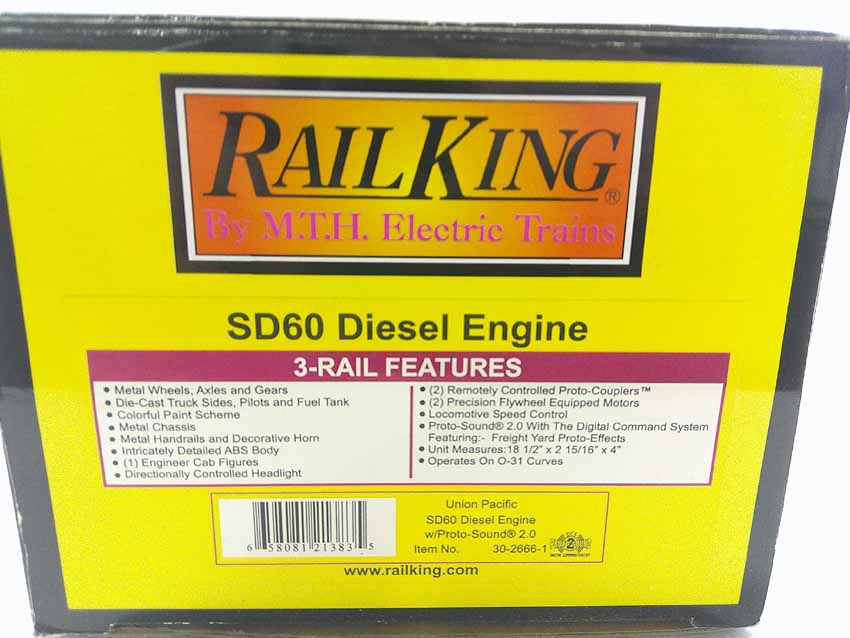 RAILKING®
By M.T.H. Electric Trains
SD60 Diesel Engine
3-RAIL FEATURES
• Metal Wheels, Axles and Gears
• Die-Cast Truck Sides, Pilots and Fuel Tank
• Colorful Paint Scheme
• Metal Chassis
• Metal Handrails and Decorative Horn
• Intricately Detailed ABS Body
• (1) Engineer Cab Figures
• Directionally Controlled Headlight
• (2) Remotely Controlled Proto-Couplers™
• (2) Precision Flywheel Equipped Motors
• Locomotive Speed Control
• Proto-Sound® 2.0 With The Digital Command System
Featuring:- Freight Yard Proto-Effects
• Unit Measures:18 1/2" x 2 15/16" x 4"
• Operates On O-31 Curves
6 58081 21383 5
Union Pacific
SD60 Diesel Engine
w/Proto-Sound® 2.0
Item No. 30-2666-1
2
www.railking.com